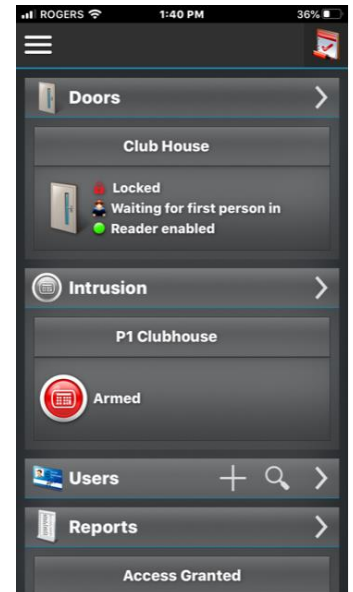 ROGERS 1:40 PM 36%
Doors
Club House
Locked
Waiting for first person in
Reader enabled
Intrusion
P1 Clubhouse
Armed
Users
Reports
Access Granted